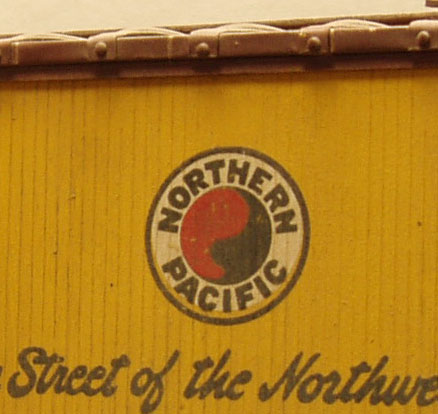 NORTHERN
PACIFIC
Street of the Northwe